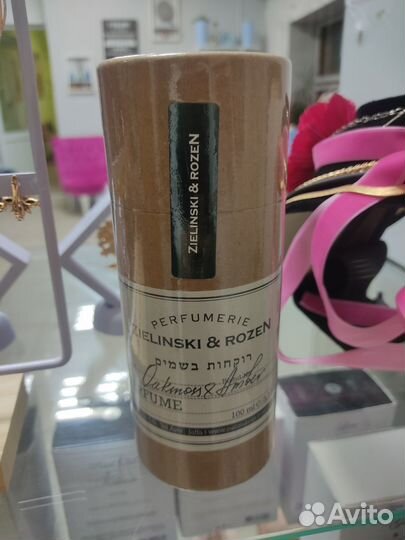 ZIELINSKI & ROZEN
PERFUMERIE
ZIELINSKI & ROZEN
רוקחות בשמים
Oakmoss & Amber
FUME
100 ml
Avito